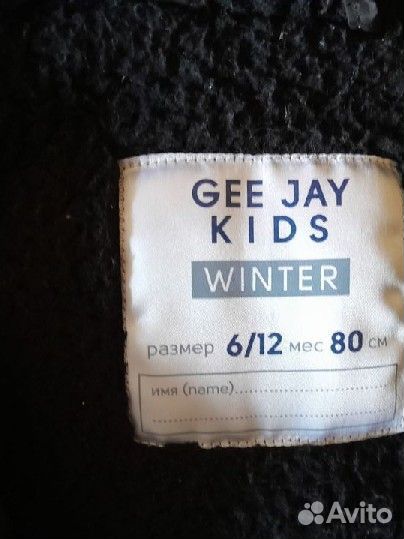 GEE JAY
KIDS
WINTER
размер 6/12 мес 80 см
имя (name)
Avito